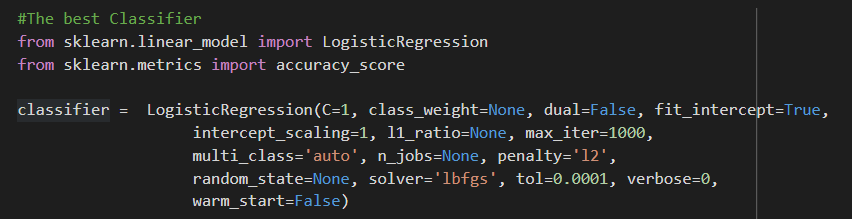 #The best Classifier
from sklearn.linear_model import LogisticRegression
from sklearn.metrics import accuracy_score
classifier =  LogisticRegression(C=1, class_weight=None, dual=False, fit_intercept=True,
intercept_scaling=1, l1_ratio=None, max_iter=1000,
multi_class='auto', n_jobs=None, penalty='l2',
random_state=None, solver='lbfgs', tol=0.0001, verbose=0,
warm_start=False)